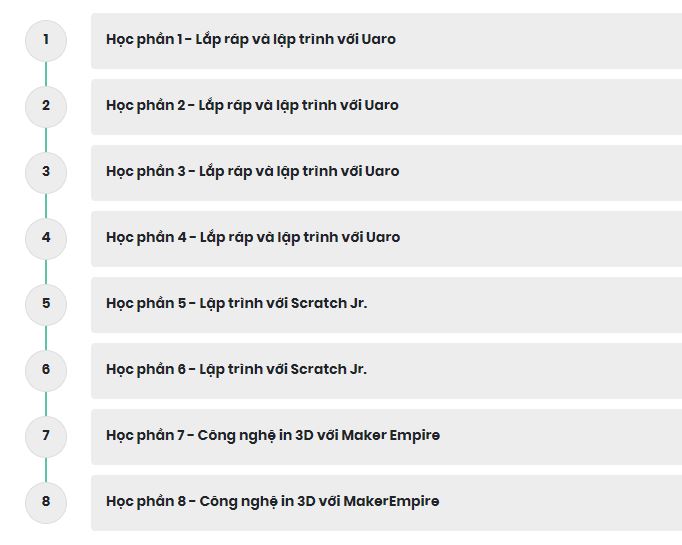 1
Học phần 1 - Lắp ráp và lập trình với Uaro
2
Học phần 2 - Lắp ráp và lập trình với Uaro
3
Học phần 3 - Lắp ráp và lập trình với Uaro
4
Học phần 4 - Lắp ráp và lập trình với Uaro
5
Học phần 5 - Lập trình với Scratch Jr.
6
Học phần 6 - Lập trình với Scratch Jr.
7
Học phần 7 - Công nghệ in 3D với Maker Empire
8
Học phần 8 - Công nghệ in 3D với MakerEmpire